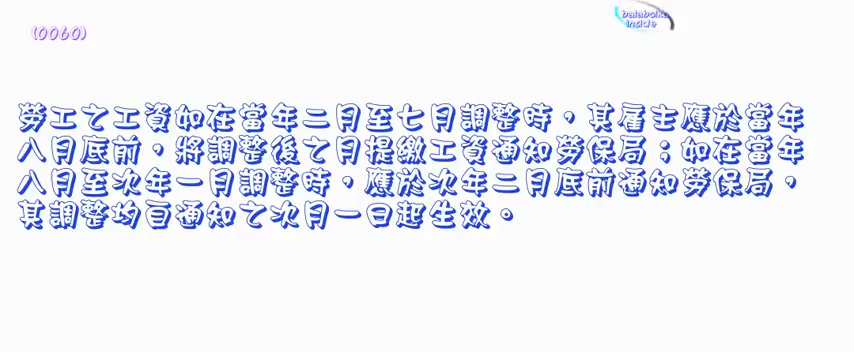 (0060)
balabolka
inside
勞工之工資如在當年二月至七月調整時，其雇主應於當年
八月底前，將調整後之月提繳工資通知勞保局；如在當年
八月至次年一月調整時，應於次年二月底前通知勞保局，
其調整均自通知之次月一日起生效。